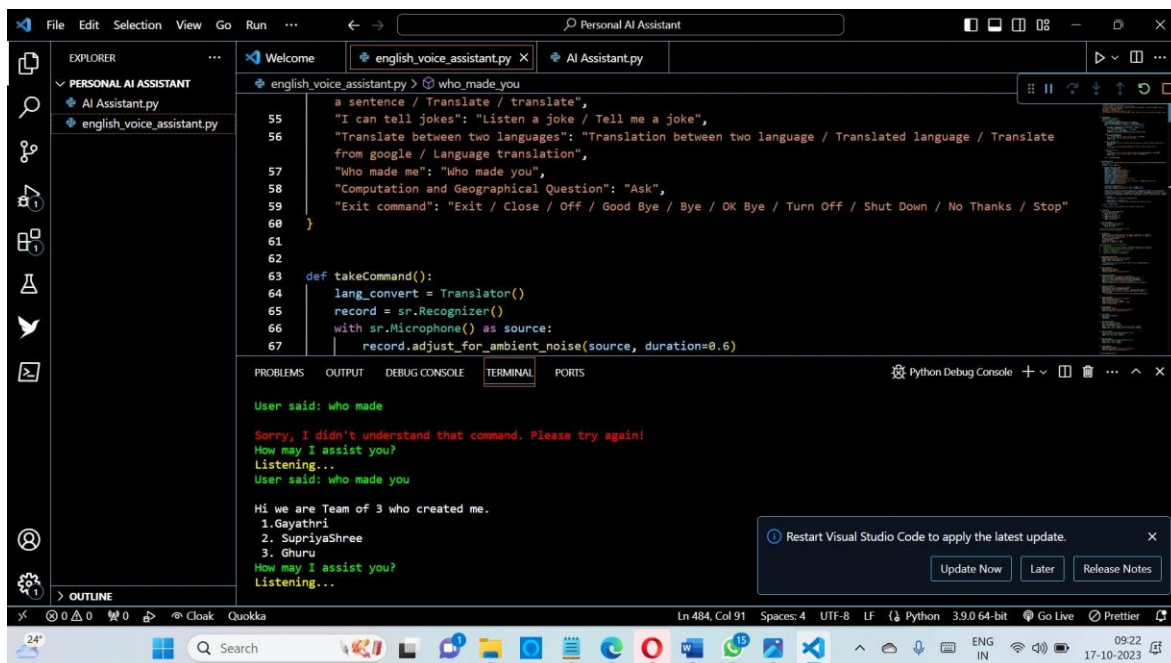 File Edit Selection View Go Run ··· Personal AI Assistant
EXPLORER ···
PERSONAL AI ASSISTANT
AI Assistant.py
english_voice_assistant.py
OUTLINE
Welcome english_voice_assistant.py AI Assistant.py
english_voice_assistant.py > who_made_you
a sentence / Translate / translate",
55 "I can tell jokes": "Listen a joke / Tell me a joke",
56 "Translate between two languages": "Translation between two language / Translated language / Translate
from google / Language translation",
57 "Who made me": "Who made you",
58 "Computation and Geographical Question": "Ask",
59 "Exit command": "Exit / Close / Off / Good Bye / Bye / OK Bye / Turn Off / Shut Down / No Thanks / Stop"
60 }
61
62
63 def takeCommand():
64 lang_convert = Translator()
65 record = sr.Recognizer()
66 with sr.Microphone() as source:
67 record.adjust_for_ambient_noise(source, duration=0.6)
PROBLEMS OUTPUT DEBUG CONSOLE TERMINAL PORTS Python Debug Console
User said: who made
Sorry, I didn't understand that command. Please try again!
How may I assist you?
Listening...
User said: who made you
Hi we are Team of 3 who created me.
1.Gayathri
2. SupriyaShree
3. Ghuru
How may I assist you?
Listening...
Restart Visual Studio Code to apply the latest update.
Update Now Later Release Notes
0 0 0 Cloak Quokka Ln 484, Col 91 Spaces: 4 UTF-8 LF Python 3.9.0 64-bit Go Live Prettier
24° Search 15 ENG IN 09:22 17-10-2023